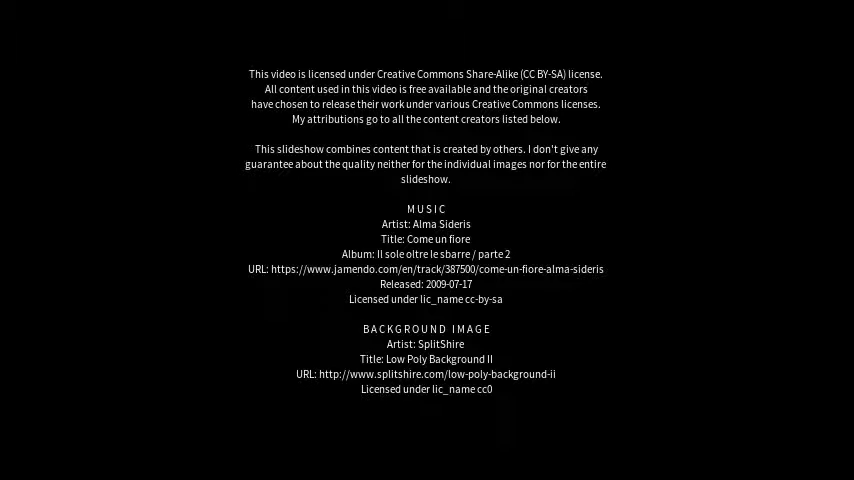 This video is licensed under Creative Commons Share-Alike (CC BY-SA) license.
All content used in this video is free available and the original creators
have chosen to release their work under various Creative Commons licenses.
My attributions go to all the content creators listed below.
This slideshow combines content that is created by others. I don't give any
guarantee about the quality neither for the individual images nor for the entire
slideshow.
MUSIC
Artist: Alma Sideris
Title: Come un fiore
Album: Il sole oltre le sbarre / parte 2
URL: https://www.jamendo.com/en/track/387500/come-un-fiore-alma-sideris
Released: 2009-07-17
Licensed under lic_name cc-by-sa
BACKGROUND IMAGE
Artist: SplitShire
Title: Low Poly Background II
URL: http://www.splitshire.com/low-poly-background-ii
Licensed under lic_name cc0